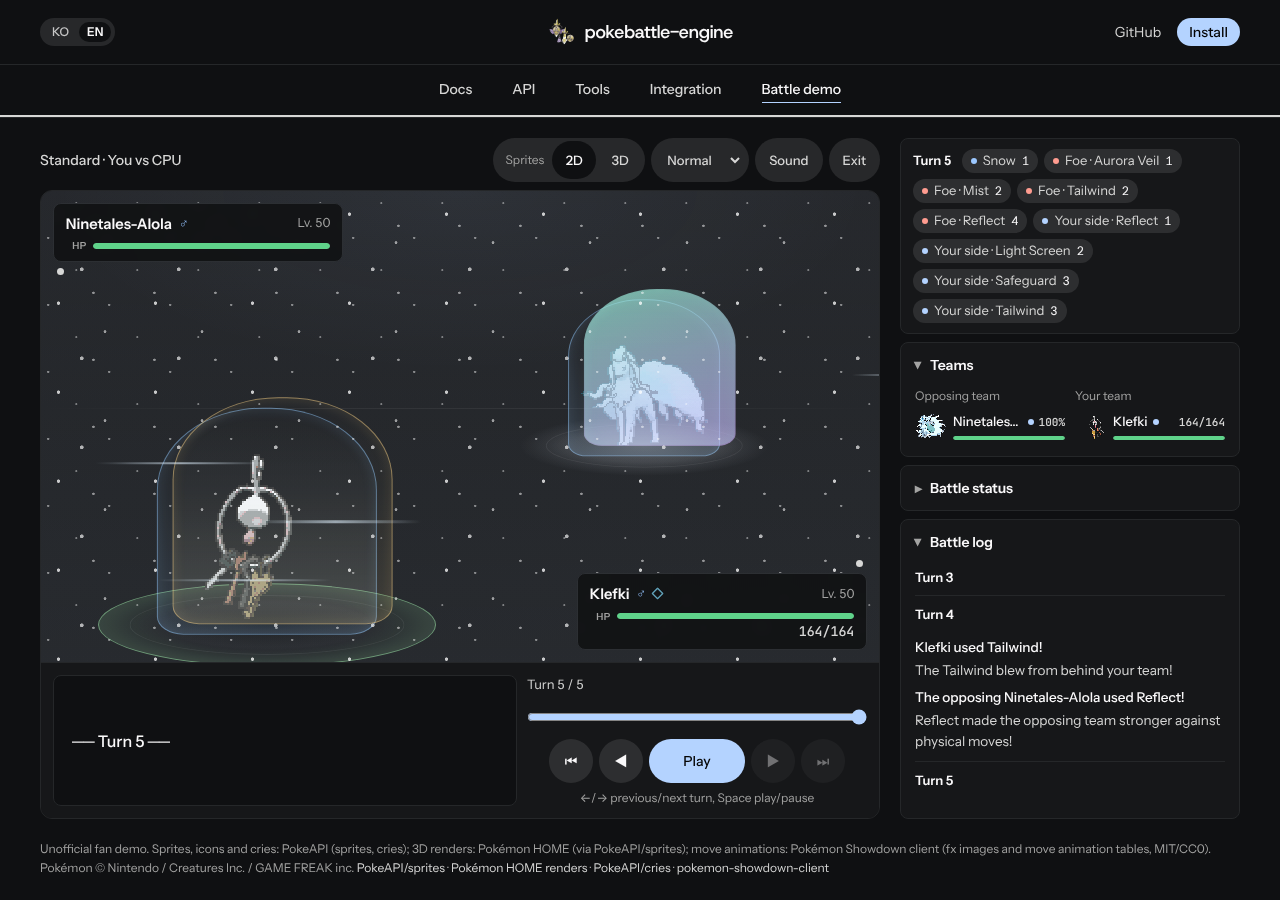 KO EN
pokebattle-engine
GitHub Install
Docs API Tools Integration Battle demo
Standard · You vs CPU
Sprites 2D 3D Normal Sound Exit
Ninetales-Alola ♂ Lv. 50
HP
Klefki ♂ Lv. 50
HP
164/164
— Turn 5 —
Turn 5 / 5
Play
←/→ previous/next turn, Space play/pause
Turn 5 Snow 1 Foe · Aurora Veil 1
Foe · Mist 2 Foe · Tailwind 2
Foe · Reflect 4 Your side · Reflect 1
Your side · Light Screen 2
Your side · Safeguard 3
Your side · Tailwind 3
Teams
Opposing team Your team
Ninetales... 100% Klefki 164/164
Battle status
Battle log
Turn 3
Turn 4
Klefki used Tailwind!
The Tailwind blew from behind your team!
The opposing Ninetales-Alola used Reflect!
Reflect made the opposing team stronger against
physical moves!
Turn 5
Unofficial fan demo. Sprites, icons and cries: PokeAPI (sprites, cries); 3D renders: Pokémon HOME (via PokeAPI/sprites); move animations: Pokémon Showdown client (fx images and move animation tables, MIT/CC0).
Pokémon © Nintendo / Creatures Inc. / GAME FREAK inc. PokeAPI/sprites · Pokémon HOME renders · PokeAPI/cries · pokemon-showdown-client